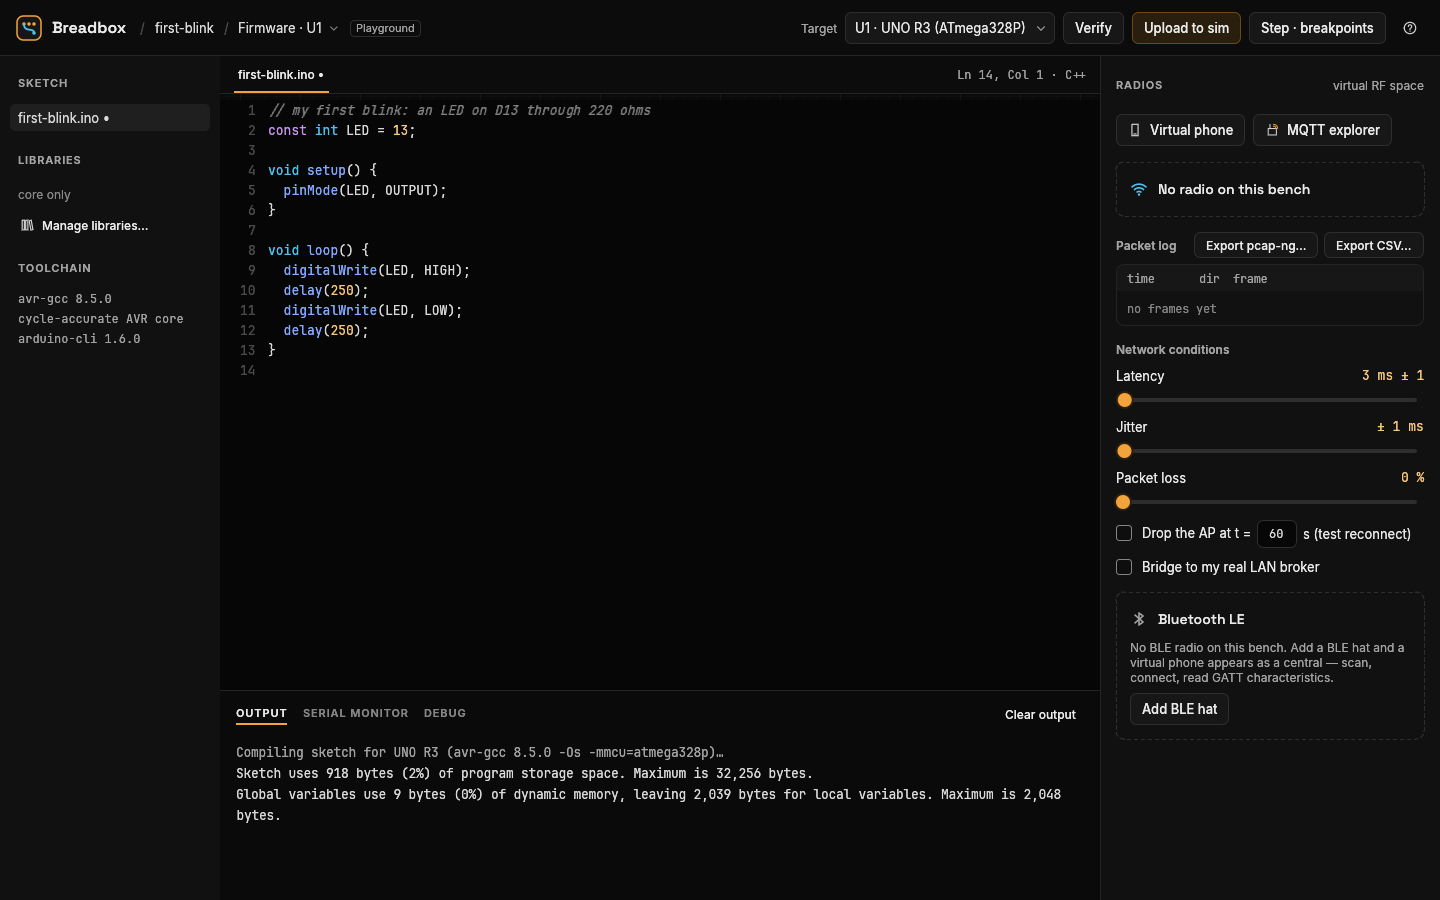 Breadbox / first-blink / Firmware · U1 Playground
Target U1 · UNO R3 (ATmega328P) Verify Upload to sim Step · breakpoints
SKETCH
first-blink.ino •
LIBRARIES
core only
Manage libraries...
TOOLCHAIN
avr-gcc 8.5.0
cycle-accurate AVR core
arduino-cli 1.6.0
first-blink.ino •
Ln 14, Col 1 · C++
1 // my first blink: an LED on D13 through 220 ohms
2 const int LED = 13;
3
4 void setup() {
5 pinMode(LED, OUTPUT);
6 }
7
8 void loop() {
9 digitalWrite(LED, HIGH);
10 delay(250);
11 digitalWrite(LED, LOW);
12 delay(250);
13 }
14
OUTPUT SERIAL MONITOR DEBUG
Clear output
Compiling sketch for UNO R3 (avr-gcc 8.5.0 -Os -mmcu=atmega328p)…
Sketch uses 918 bytes (2%) of program storage space. Maximum is 32,256 bytes.
Global variables use 9 bytes (0%) of dynamic memory, leaving 2,039 bytes for local variables. Maximum is 2,048
bytes.
RADIOS
virtual RF space
Virtual phone MQTT explorer
No radio on this bench
Packet log Export pcap-ng... Export CSV...
time dir frame
no frames yet
Network conditions
Latency 3 ms ± 1
Jitter ± 1 ms
Packet loss 0 %
Drop the AP at t = 60 s (test reconnect)
Bridge to my real LAN broker
Bluetooth LE
No BLE radio on this bench. Add a BLE hat and a
virtual phone appears as a central — scan,
connect, read GATT characteristics.
Add BLE hat